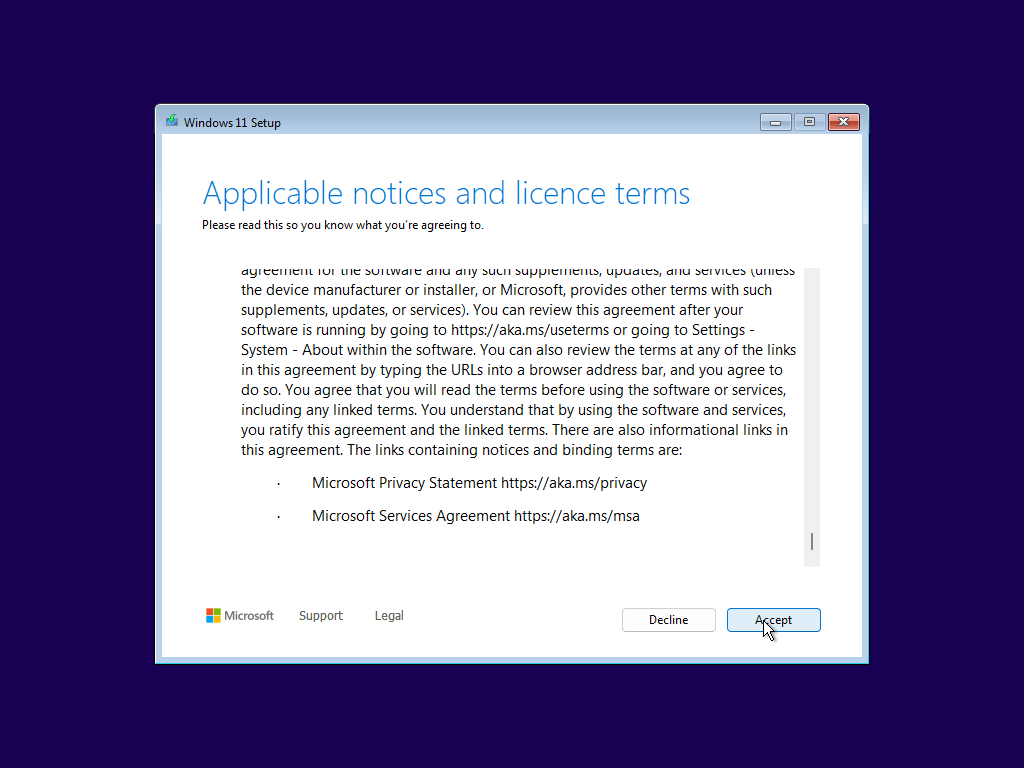 Windows 11 Setup
Applicable notices and licence terms
Please read this so you know what you're agreeing to.
agreement for the software and any such supplements, updates, and services (unless
the device manufacturer or installer, or Microsoft, provides other terms with such
supplements, updates, or services). You can review this agreement after your
software is running by going to https://aka.ms/useterms or going to Settings -
System - About within the software. You can also review the terms at any of the links
in this agreement by typing the URLs into a browser address bar, and you agree to
do so. You agree that you will read the terms before using the software or services,
including any linked terms. You understand that by using the software and services,
you ratify this agreement and the linked terms. There are also informational links in
this agreement. The links containing notices and binding terms are:
· Microsoft Privacy Statement https://aka.ms/privacy
· Microsoft Services Agreement https://aka.ms/msa
Microsoft Support Legal Decline Accept